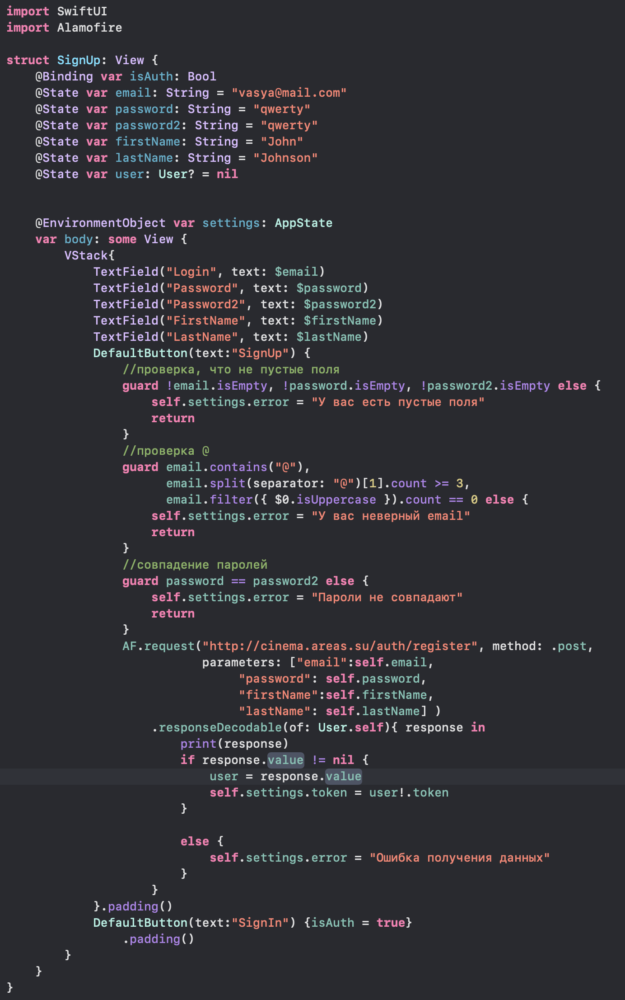 import SwiftUI
import Alamofire
struct SignUp: View {
    @Binding var isAuth: Bool
    @State var email: String = "vasya@mail.com"
    @State var password: String = "qwerty"
    @State var password2: String = "qwerty"
    @State var firstName: String = "John"
    @State var lastName: String = "Johnson"
    @State var user: User? = nil
    @EnvironmentObject var settings: AppState
    var body: some View {
        VStack{
            TextField("Login", text: $email)
            TextField("Password", text: $password)
            TextField("Password2", text: $password2)
            TextField("FirstName", text: $firstName)
            TextField("LastName", text: $lastName)
            DefaultButton(text:"SignUp") {
                //проверка, что не пустые поля
                guard !email.isEmpty, !password.isEmpty, !password2.isEmpty else {
                    self.settings.error = "У вас есть пустые поля"
                    return
                }
                //проверка @
                guard email.contains("@"),
                      email.split(separator: "@")[1].count >= 3,
                      email.filter({ $0.isUppercase }).count == 0 else {
                    self.settings.error = "У вас неверный email"
                    return
                }
                //совпадение паролей
                guard password == password2 else {
                    self.settings.error = "Пароли не совпадают"
                    return
                }
                AF.request("http://cinema.areas.su/auth/register", method: .post,
                           parameters: ["email":self.email,
                                "password": self.password,
                                "firstName":self.firstName,
                                "lastName": self.lastName] )
                    .responseDecodable(of: User.self){ response in
                        print(response)
                        if response.value != nil {
                            user = response.value
                            self.settings.token = user!.token
                        }
                        else {
                            self.settings.error = "Ошибка получения данных"
                        }
                    }
            }.padding()
            DefaultButton(text:"SignIn") {isAuth = true}
                .padding()
        }
    }
}